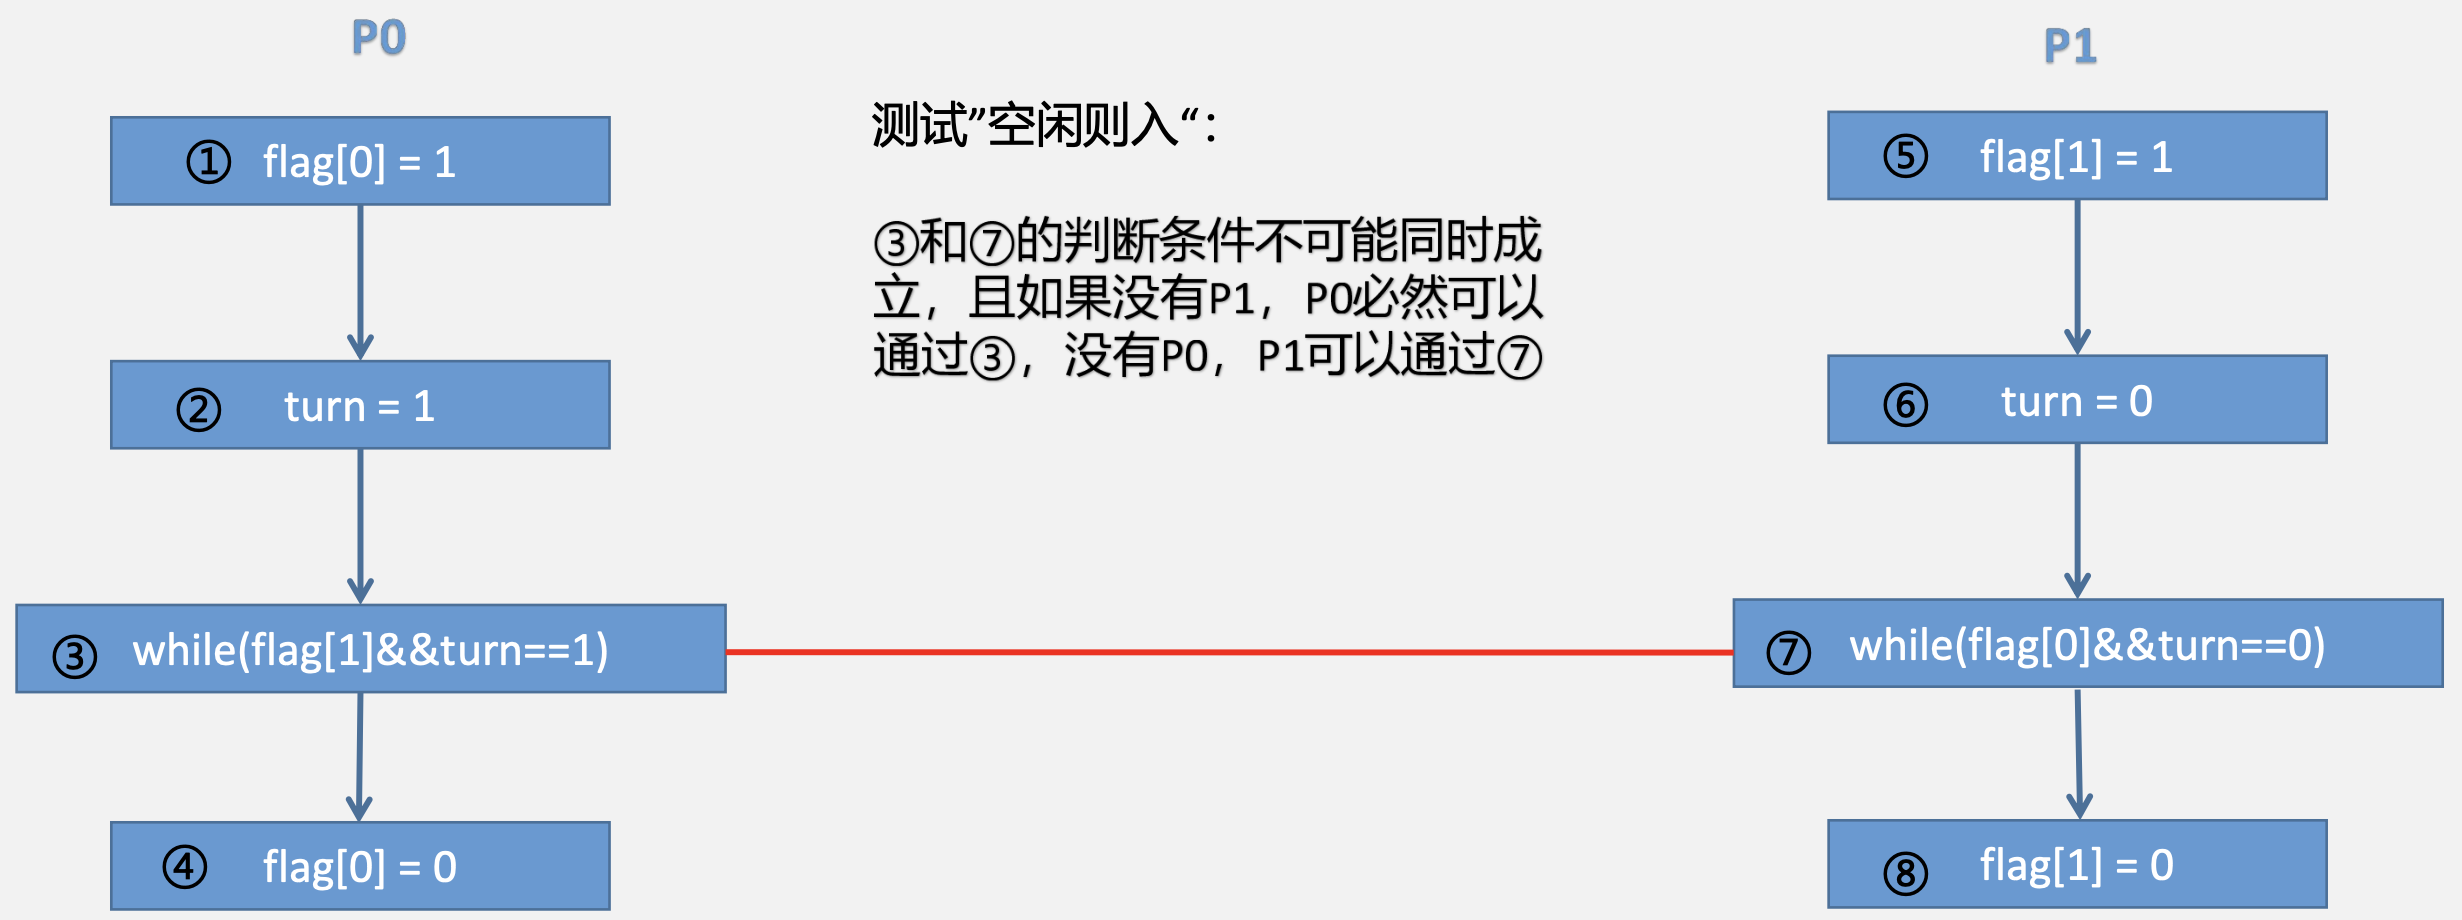 P0
① flag[0] = 1
② turn = 1
③ while(flag[1]&&turn==1)
④ flag[0] = 0
测试”空闲则入“：
③和⑦的判断条件不可能同时成
立，且如果没有P1，P0必然可以
通过③，没有P0，P1可以通过⑦
P1
⑤ flag[1] = 1
⑥ turn = 0
⑦ while(flag[0]&&turn==0)
⑧ flag[1] = 0